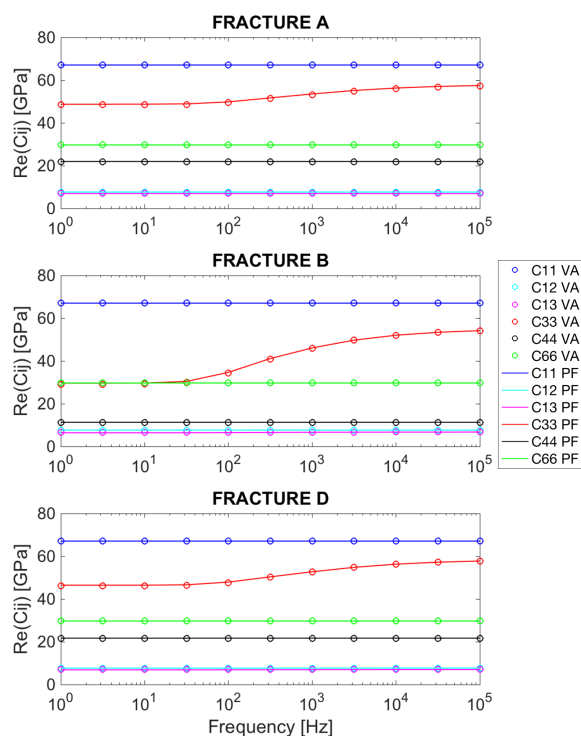 FRACTURE A
Re(Cij) [GPa]
80
60
40
20
0
10^0 10^1 10^2 10^3 10^4 10^5
FRACTURE B
Re(Cij) [GPa]
80
60
40
20
0
10^0 10^1 10^2 10^3 10^4 10^5
C11 VA
C12 VA
C13 VA
C33 VA
C44 VA
C66 VA
C11 PF
C12 PF
C13 PF
C33 PF
C44 PF
C66 PF
FRACTURE D
Re(Cij) [GPa]
80
60
40
20
0
10^0 10^1 10^2 10^3 10^4 10^5
Frequency [Hz]